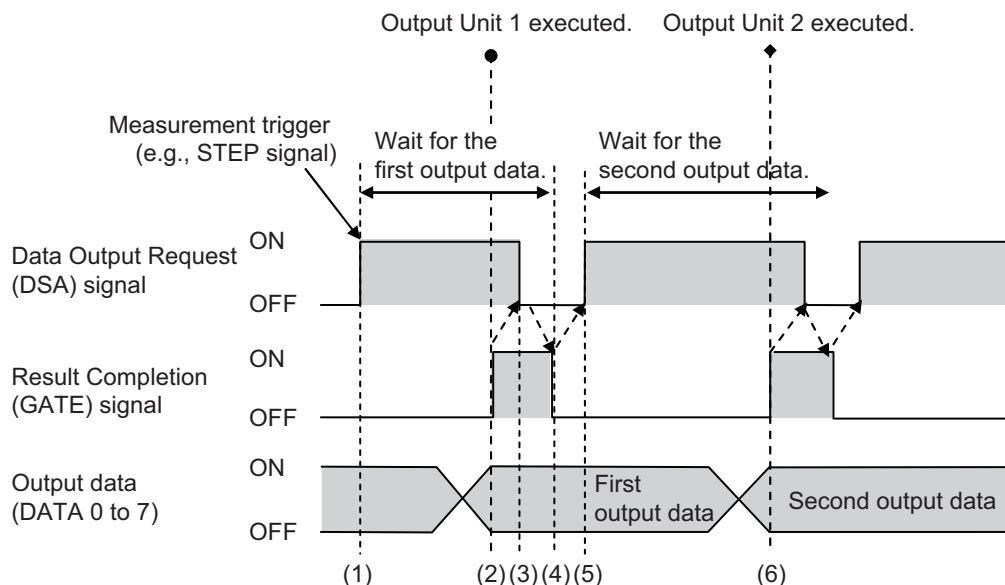 Output Unit 1 executed.
Output Unit 2 executed.
Measurement trigger
(e.g., STEP signal)
Wait for the
first output data.
Wait for the
second output data.
Data Output Request
(DSA) signal
ON
OFF
Result Completion
(GATE) signal
ON
OFF
Output data
(DATA 0 to 7)
ON
OFF
First
output data
Second output data
(1)
(2)
(3)
(4)
(5)
(6)